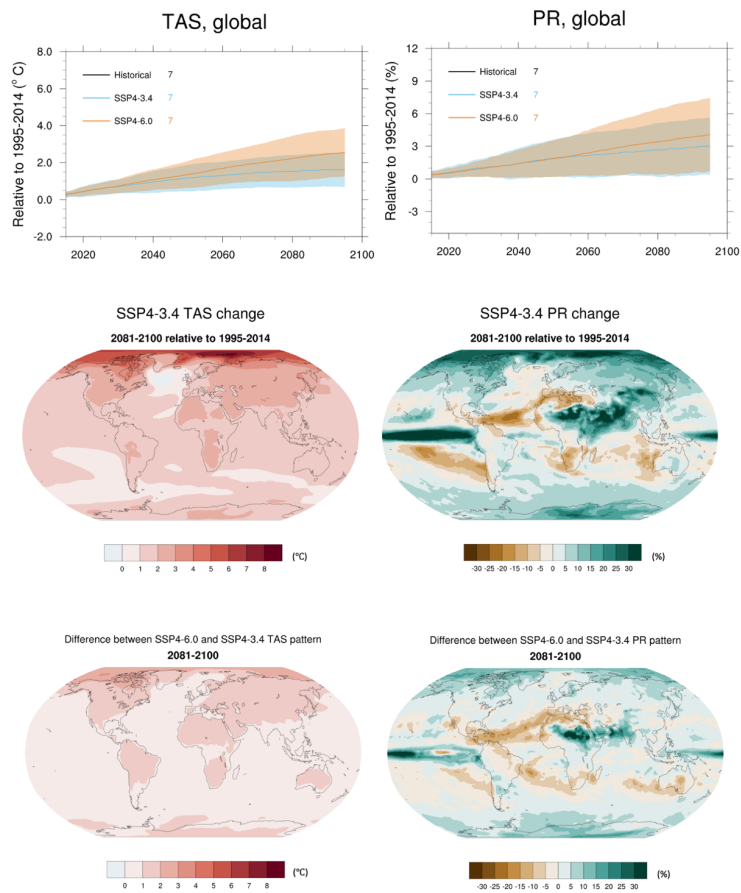 TAS, global
8.0
6.0
4.0
2.0
0.0
-2.0
Relative to 1995-2014 (° C)
Historical 7
SSP4-3.4 7
SSP4-6.0 7
2020 2040 2060 2080 2100
PR, global
12
9
6
3
0
-3
Relative to 1995-2014 (%)
Historical 7
SSP4-3.4 7
SSP4-6.0 7
2020 2040 2060 2080 2100
SSP4-3.4 TAS change
2081-2100 relative to 1995-2014
0 1 2 3 4 5 6 7 8 (°C)
SSP4-3.4 PR change
2081-2100 relative to 1995-2014
-30 -25 -20 -15 -10 -5 0 5 10 15 20 25 30 (%)
Difference between SSP4-6.0 and SSP4-3.4 TAS pattern
2081-2100
0 1 2 3 4 5 6 7 8 (°C)
Difference between SSP4-6.0 and SSP4-3.4 PR pattern
2081-2100
-30 -25 -20 -15 -10 -5 0 5 10 15 20 25 30 (%)